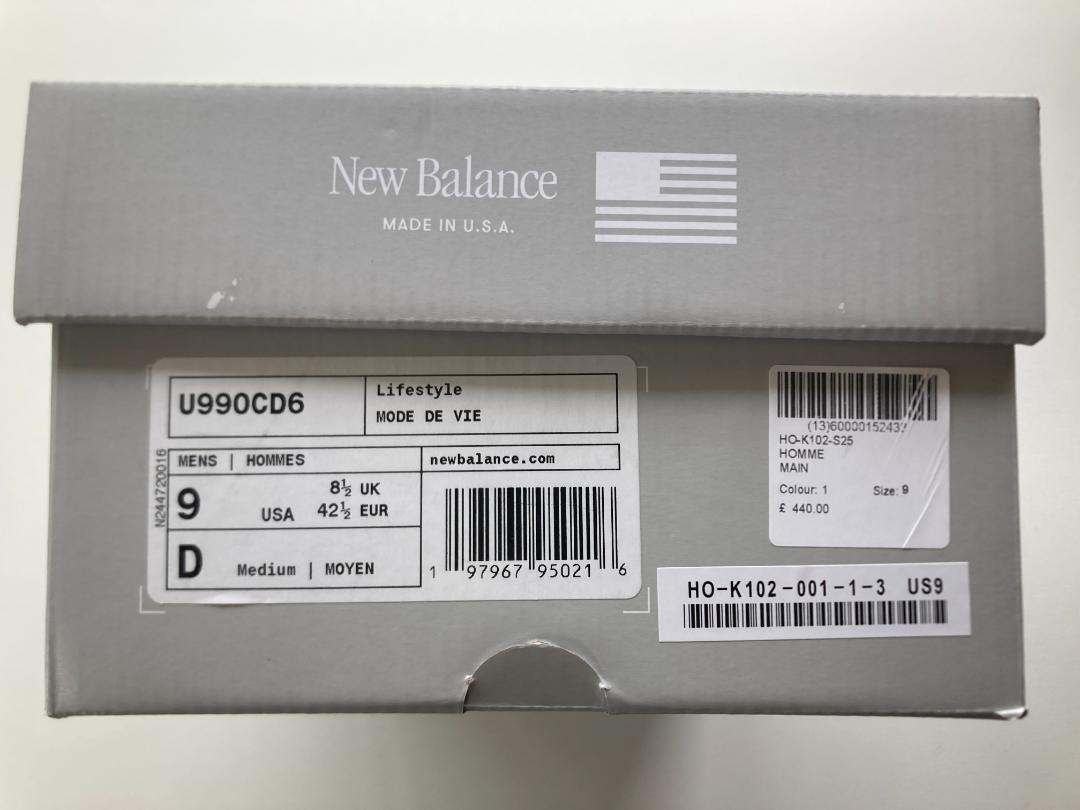 New Balance
MADE IN U.S.A.
U990CD6
Lifestyle
MODE DE VIE
N244720016
MENS | HOMMES
newbalance.com
9 USA
8½ UK
42½ EUR
D Medium | MOYEN
1 97967 95021 6
(13)6000015243
HO-K102-S25
HOMME
MAIN
Colour: 1 Size: 9
£ 440.00
HO-K102-001-1-3 US9